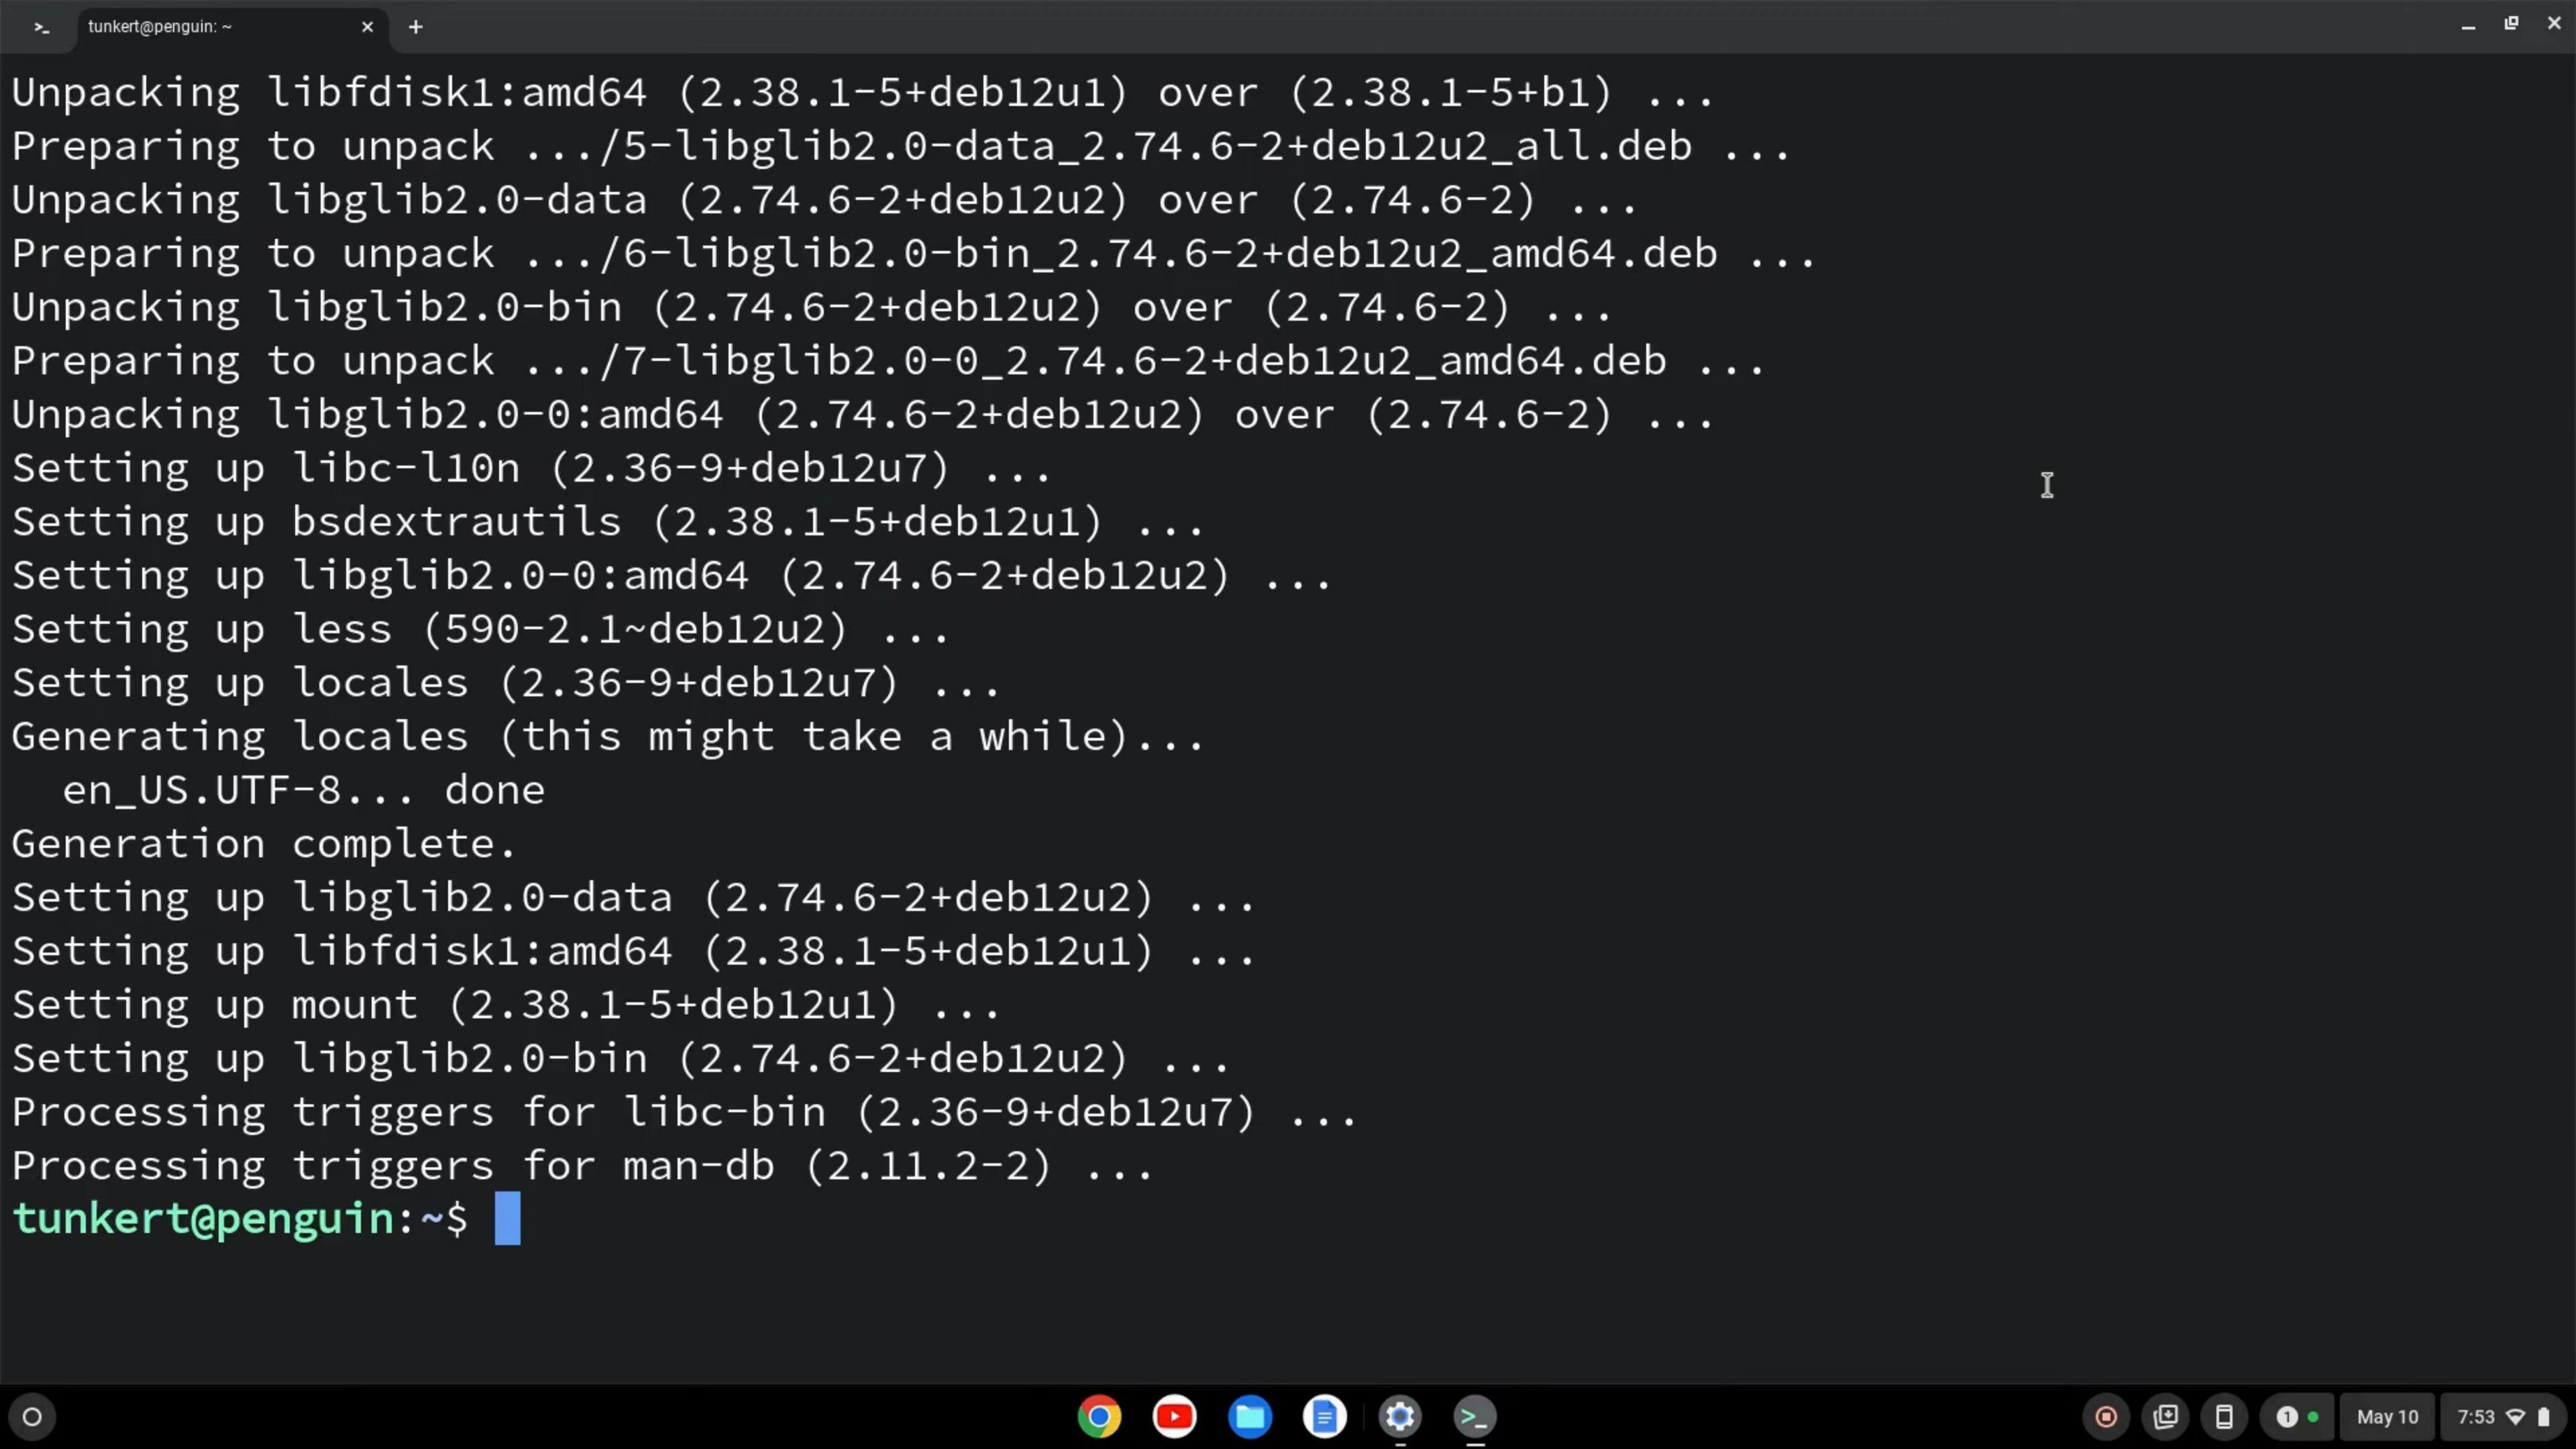 tunkert@penguin: ~
Unpacking libfdisk1:amd64 (2.38.1-5+deb12u1) over (2.38.1-5+b1) ...
Preparing to unpack .../5-libglib2.0-data_2.74.6-2+deb12u2_all.deb ...
Unpacking libglib2.0-data (2.74.6-2+deb12u2) over (2.74.6-2) ...
Preparing to unpack .../6-libglib2.0-bin_2.74.6-2+deb12u2_amd64.deb ...
Unpacking libglib2.0-bin (2.74.6-2+deb12u2) over (2.74.6-2) ...
Preparing to unpack .../7-libglib2.0-0_2.74.6-2+deb12u2_amd64.deb ...
Unpacking libglib2.0-0:amd64 (2.74.6-2+deb12u2) over (2.74.6-2) ...
Setting up libc-l10n (2.36-9+deb12u7) ...
Setting up bsdextrautils (2.38.1-5+deb12u1) ...
Setting up libglib2.0-0:amd64 (2.74.6-2+deb12u2) ...
Setting up less (590-2.1~deb12u2) ...
Setting up locales (2.36-9+deb12u7) ...
Generating locales (this might take a while)...
  en_US.UTF-8... done
Generation complete.
Setting up libglib2.0-data (2.74.6-2+deb12u2) ...
Setting up libfdisk1:amd64 (2.38.1-5+deb12u1) ...
Setting up mount (2.38.1-5+deb12u1) ...
Setting up libglib2.0-bin (2.74.6-2+deb12u2) ...
Processing triggers for libc-bin (2.36-9+deb12u7) ...
Processing triggers for man-db (2.11.2-2) ...
tunkert@penguin:~$
1 May 10 7:53